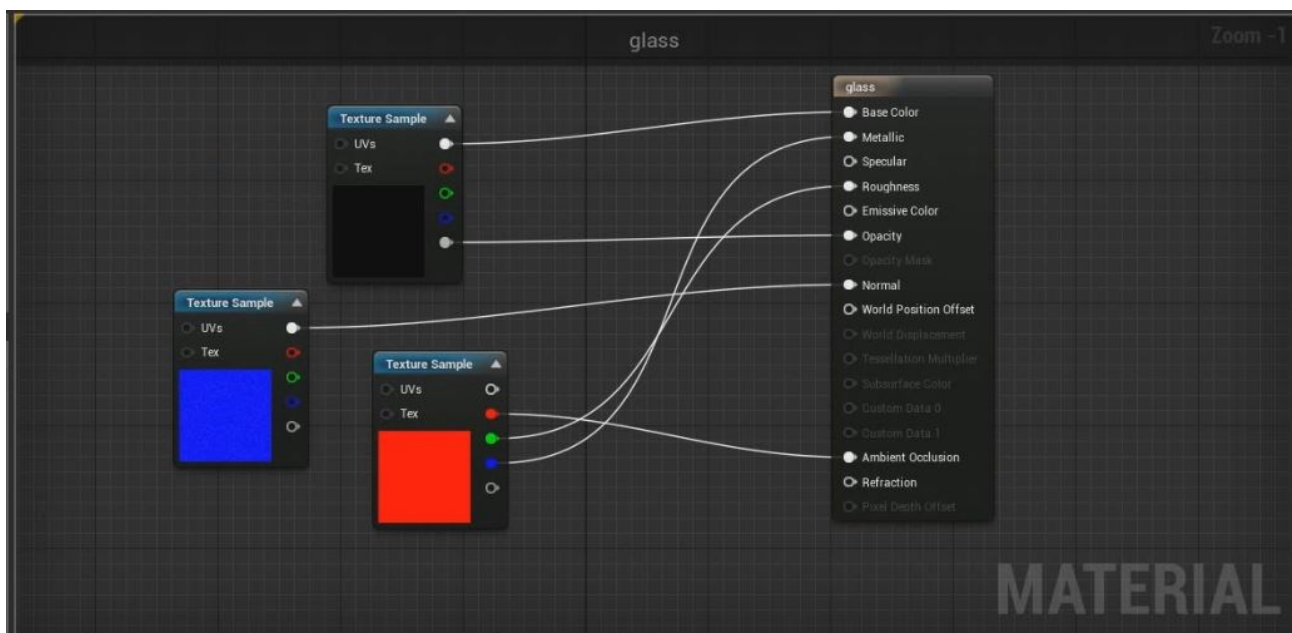 glass
Zoom -1
Texture Sample
UVs
Tex
Texture Sample
UVs
Tex
Texture Sample
UVs
Tex
glass
Base Color
Metallic
Specular
Roughness
Emissive Color
Opacity
Opacity Mask
Normal
World Position Offset
World Displacement
Tessellation Multiplier
Subsurface Color
Custom Data 0
Custom Data 1
Ambient Occlusion
Refraction
Pixel Depth Offset
MATERIAL